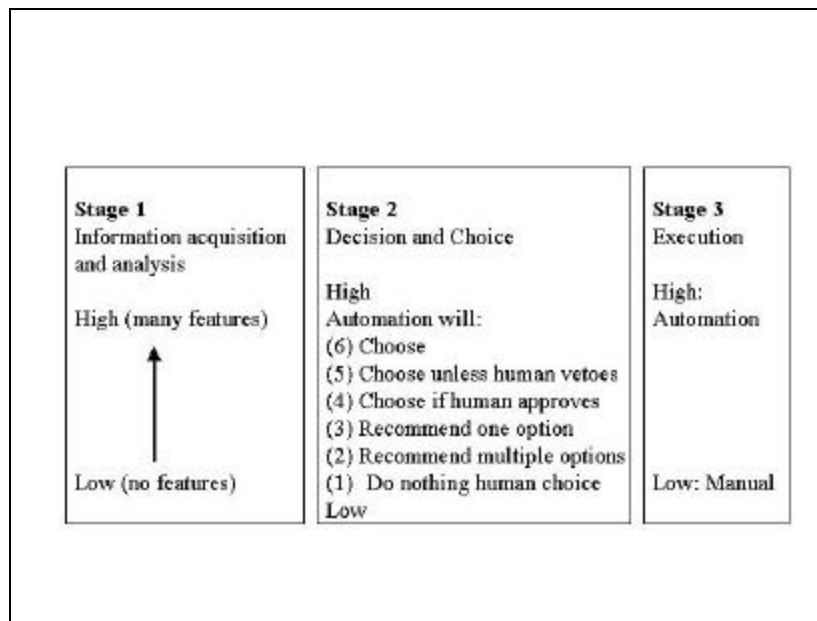 Stage 1
Information acquisition
and analysis
High (many features)
Low (no features)
Stage 2
Decision and Choice
High
Automation will:
(6) Choose
(5) Choose unless human vetoes
(4) Choose if human approves
(3) Recommend one option
(2) Recommend multiple options
(1) Do nothing human choice
Low
Stage 3
Execution
High:
Automation
Low: Manual